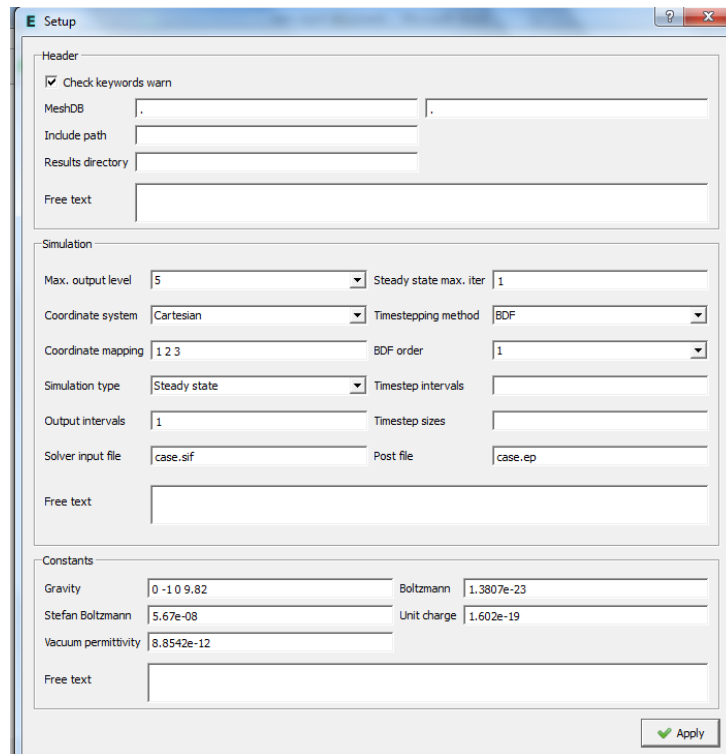 E Setup
Header
Check keywords warn
MeshDB . .
Include path
Results directory
Free text
Simulation
Max. output level 5 Steady state max. iter 1
Coordinate system Cartesian Timestepping method BDF
Coordinate mapping 1 2 3 BDF order 1
Simulation type Steady state Timestep intervals
Output intervals 1 Timestep sizes
Solver input file case.sif Post file case.ep
Free text
Constants
Gravity 0 -1 0 9.82 Boltzmann 1.3807e-23
Stefan Boltzmann 5.67e-08 Unit charge 1.602e-19
Vacuum permittivity 8.8542e-12
Free text
Apply